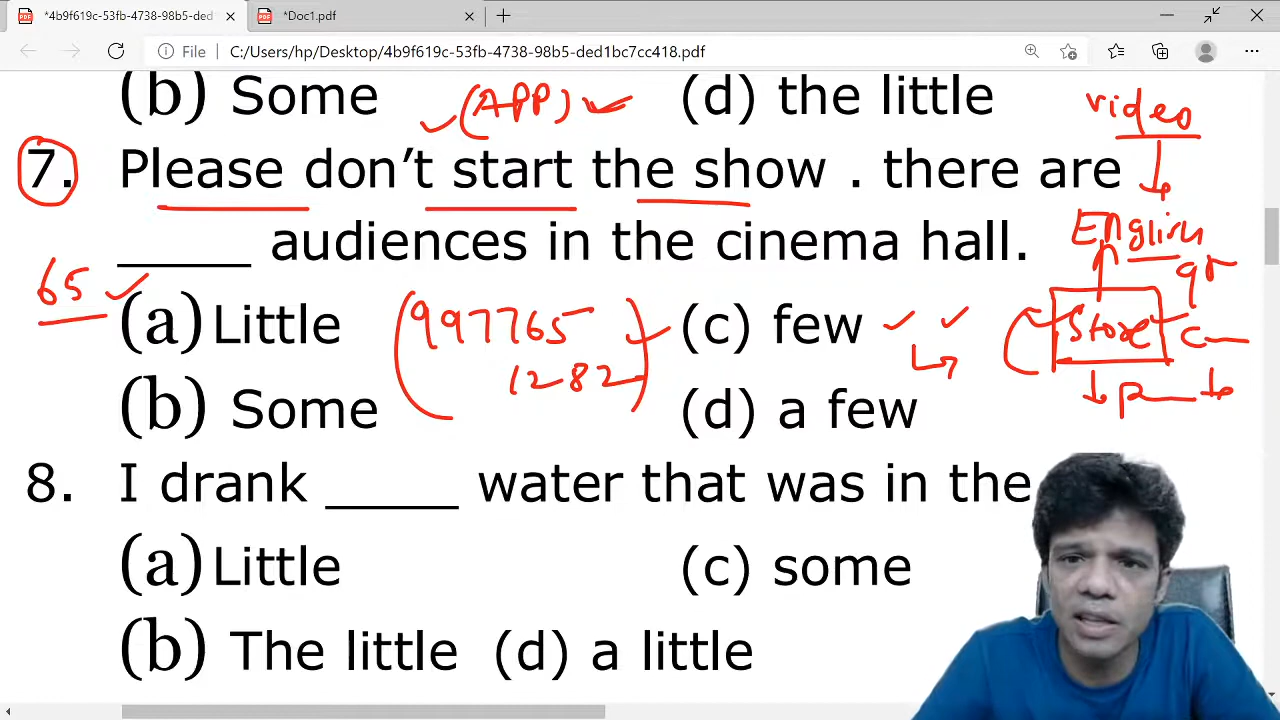 *4b9f619c-53fb-4738-98b5-ded
*Doc1.pdf
File C:/Users/hp/Desktop/4b9f619c-53fb-4738-98b5-ded1bc7cc418.pdf
(b) Some (APP) (d) the little
video
7. Please don’t start the show . there are
____ audiences in the cinema hall.
English
65
(a) Little 997765 (c) few Store
1282
(b) Some (d) a few
8. I drank ____ water that was in the
(a) Little (c) some
(b) The little (d) a little